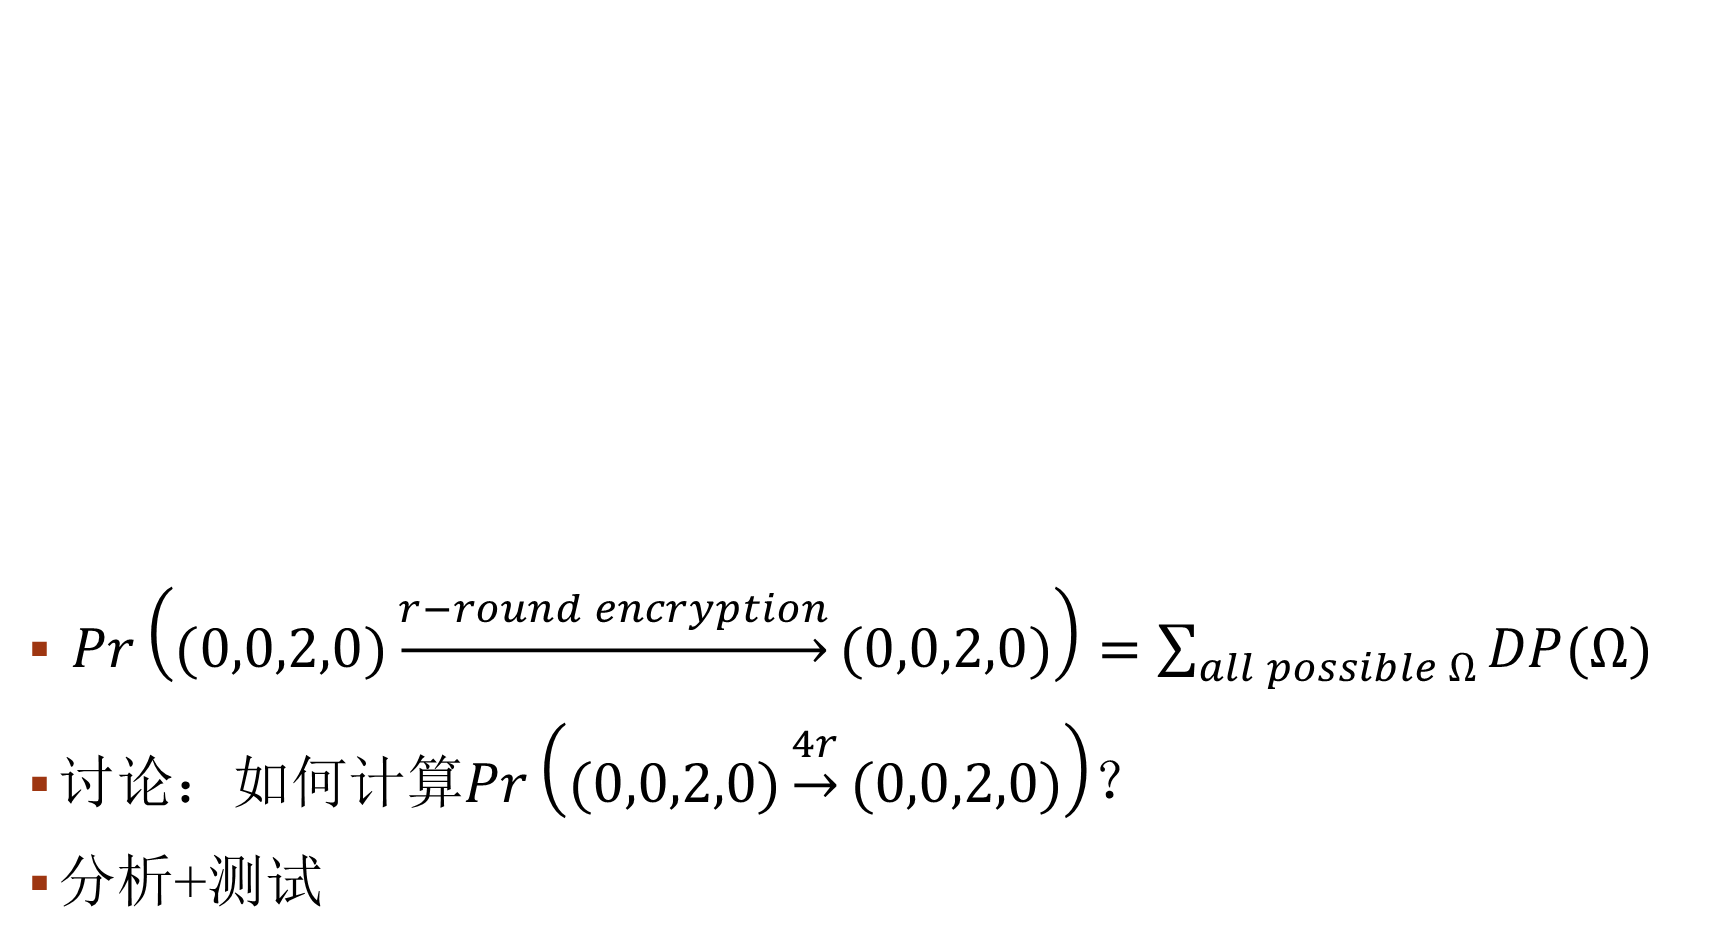 ▪ Pr ((0,0,2,0) r−round encryption → (0,0,2,0)) = ∑all possible Ω DP(Ω)
▪ 讨论：如何计算Pr ((0,0,2,0) 4r → (0,0,2,0))？
▪ 分析+测试